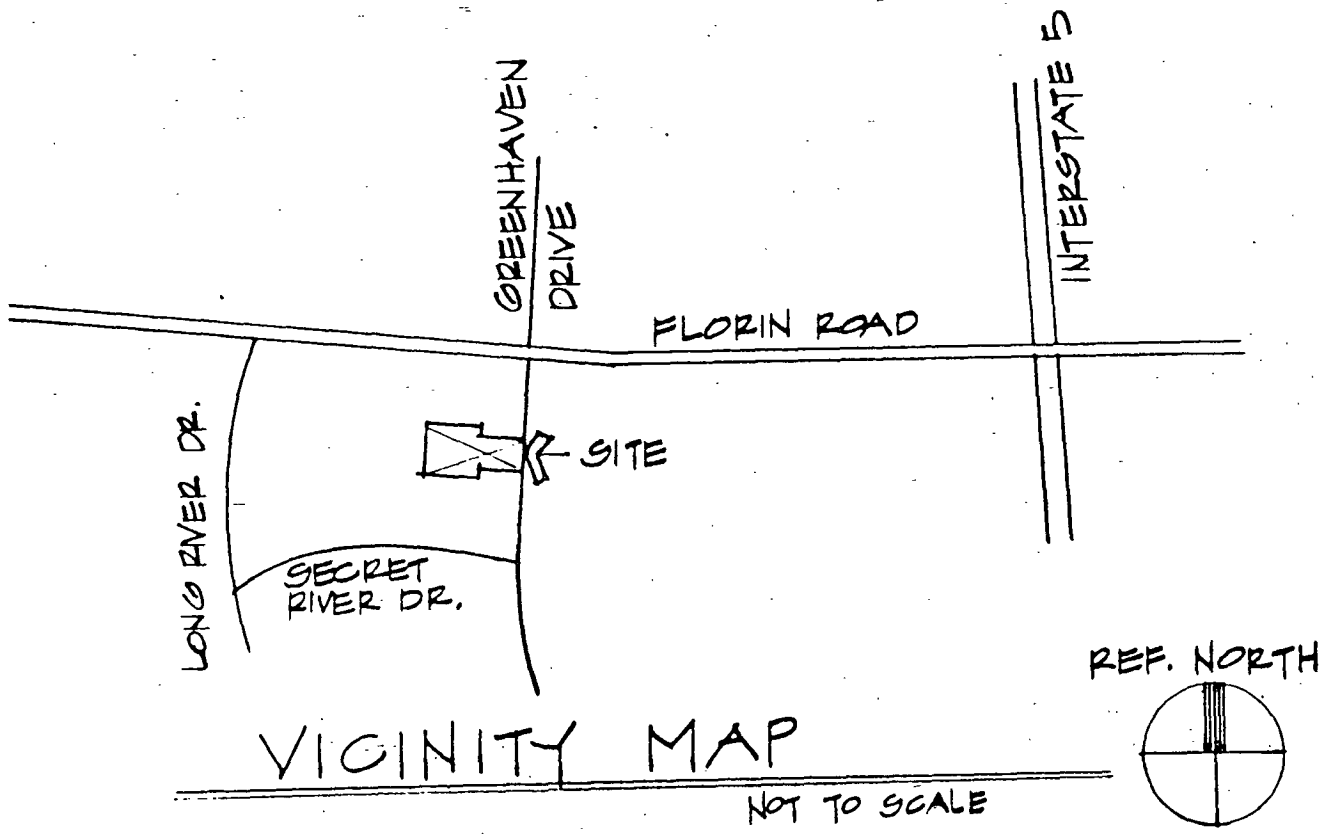 GREENHAVEN
DRIVE
INTERSTATE 5
FLORIN ROAD
LONG RIVER DR.
SITE
SECRET
RIVER DR.
REF. NORTH
VICINITY MAP
NOT TO SCALE